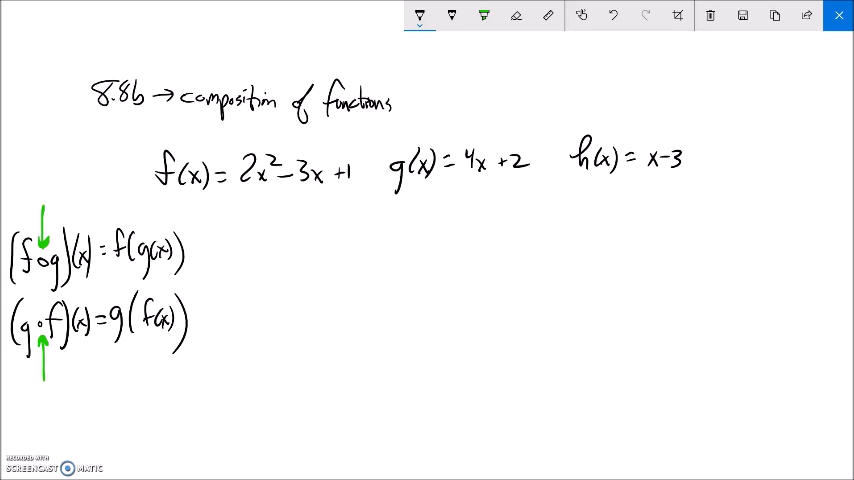 8.8b → composition of functions
f(x) = 2x² - 3x + 1 g(x) = 4x + 2 h(x) = x - 3
(f∘g)(x) = f(g(x))
(g∘f)(x) = g(f(x))
RECORDED WITH
SCREENCAST MATIC